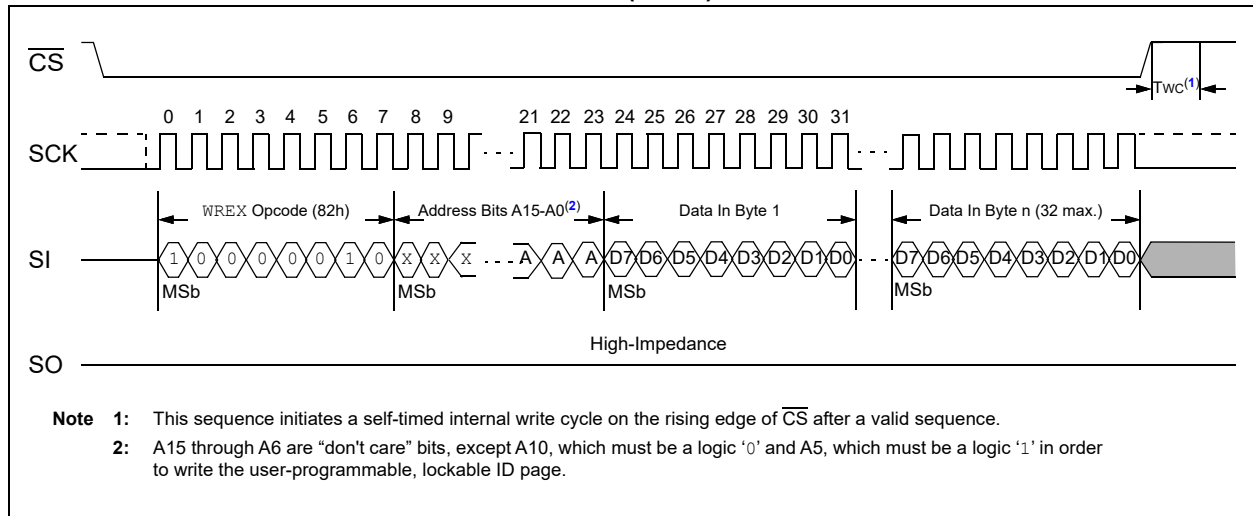 CS
TWC(1)
0 1 2 3 4 5 6 7 8 9 21 22 23 24 25 26 27 28 29 30 31
SCK
WREX Opcode (82h) Address Bits A15-A0(2) Data In Byte 1 Data In Byte n (32 max.)
SI 1 0 0 0 0 0 1 0 X X X A A A D7 D6 D5 D4 D3 D2 D1 D0 D7 D6 D5 D4 D3 D2 D1 D0
MSb MSb MSb MSb
High-Impedance
SO
Note 1: This sequence initiates a self-timed internal write cycle on the rising edge of CS after a valid sequence.
2: A15 through A6 are “don't care” bits, except A10, which must be a logic ‘0’ and A5, which must be a logic ‘1’ in order
to write the user-programmable, lockable ID page.